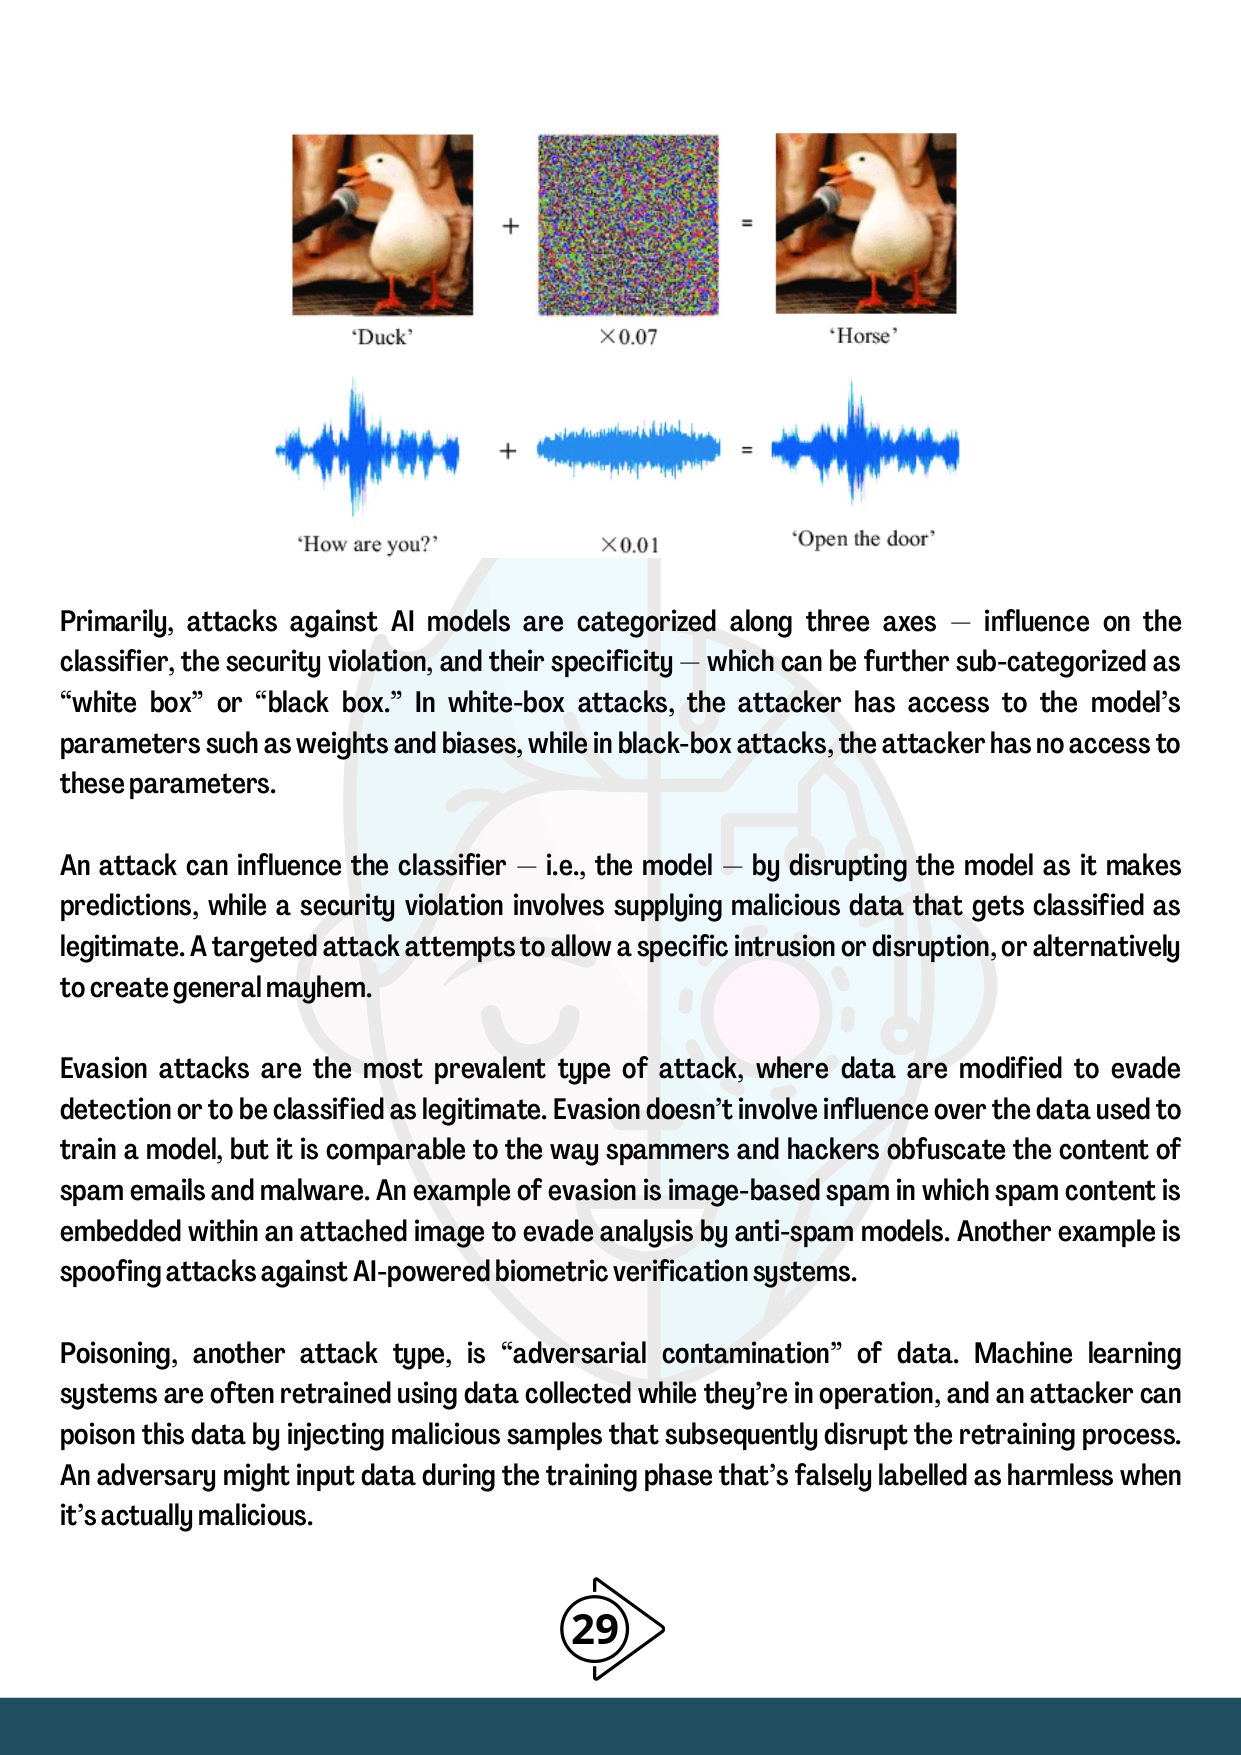 + =
‘Duck’ ×0.07 ‘Horse’
+ =
‘How are you?’ ×0.01 ‘Open the door’
Primarily, attacks against AI models are categorized along three axes — influence on the
classifier, the security violation, and their specificity — which can be further sub-categorized as
“white box” or “black box.” In white-box attacks, the attacker has access to the model’s
parameters such as weights and biases, while in black-box attacks, the attacker has no access to
these parameters.
An attack can influence the classifier — i.e., the model — by disrupting the model as it makes
predictions, while a security violation involves supplying malicious data that gets classified as
legitimate. A targeted attack attempts to allow a specific intrusion or disruption, or alternatively
to create general mayhem.
Evasion attacks are the most prevalent type of attack, where data are modified to evade
detection or to be classified as legitimate. Evasion doesn’t involve influence over the data used to
train a model, but it is comparable to the way spammers and hackers obfuscate the content of
spam emails and malware. An example of evasion is image-based spam in which spam content is
embedded within an attached image to evade analysis by anti-spam models. Another example is
spoofing attacks against AI-powered biometric verification systems.
Poisoning, another attack type, is “adversarial contamination” of data. Machine learning
systems are often retrained using data collected while they’re in operation, and an attacker can
poison this data by injecting malicious samples that subsequently disrupt the retraining process.
An adversary might input data during the training phase that’s falsely labelled as harmless when
it’s actually malicious.
29